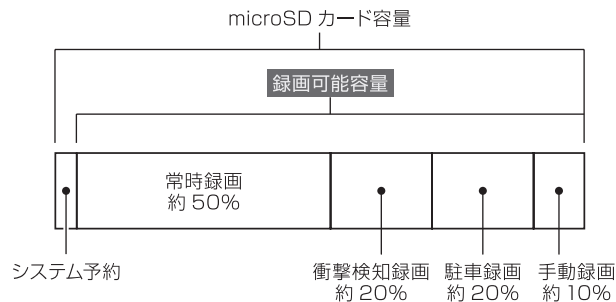 microSD カード容量
録画可能容量
常時録画
約 50%
システム予約
衝撃検知録画
約 20%
駐車録画
約 20%
手動録画
約 10%